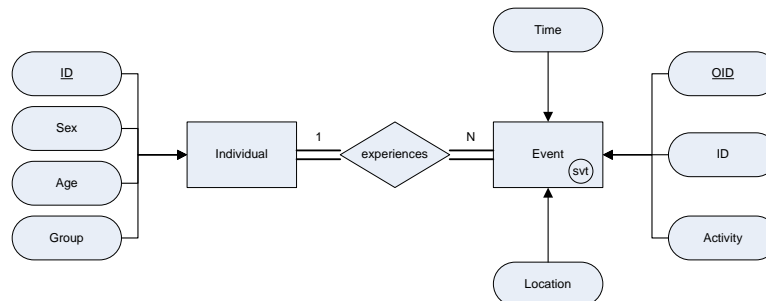 Time
ID
OID
Sex
1
N
Individual
experiences
Event
ID
svt
Age
Group
Activity
Location